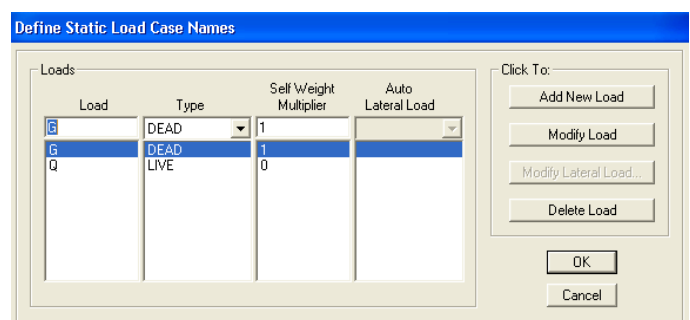 Define Static Load Case Names
Loads
Load Type Self Weight Multiplier Auto Lateral Load
G DEAD 1
G DEAD 1
Q LIVE 0
Click To:
Add New Load
Modify Load
Modify Lateral Load...
Delete Load
OK
Cancel